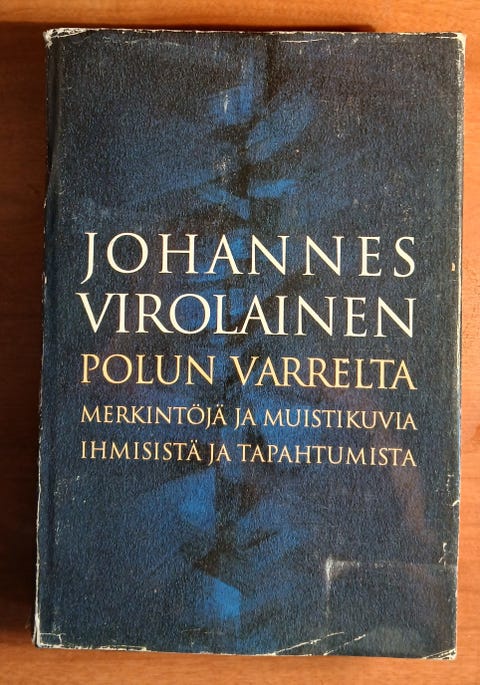 JOHANNES
VIROLAINEN
POLUN VARRELTA
MERKINTÖJÄ JA MUISTIKUVIA
IHMISISTÄ JA TAPAHTUMISTA